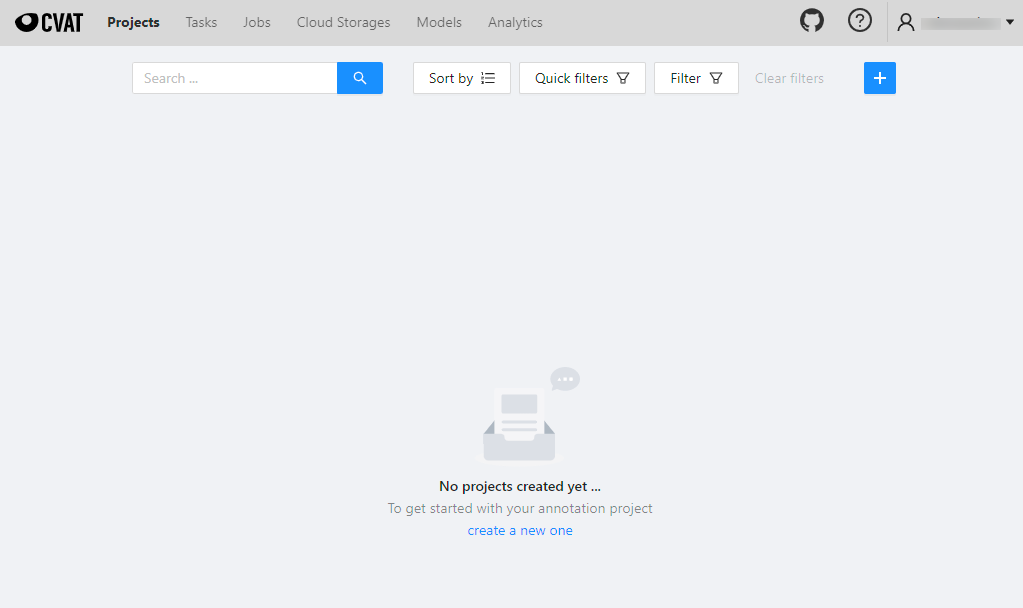 CVAT Projects Tasks Jobs Cloud Storages Models Analytics
Search ... Sort by Quick filters Filter Clear filters
No projects created yet ...
To get started with your annotation project
create a new one